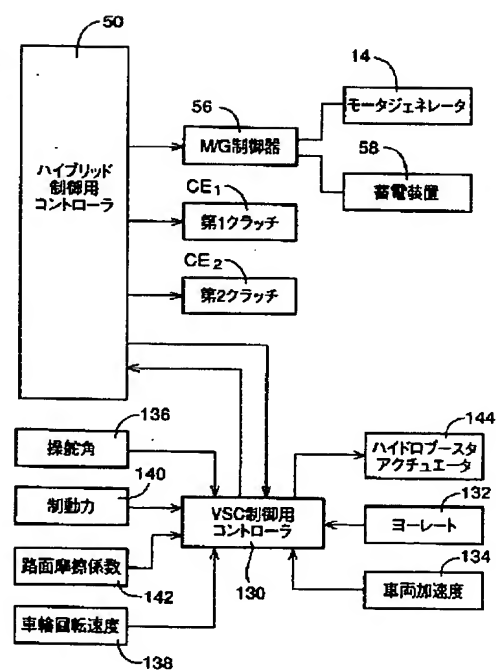 50
ハイブリッド
制御用
コントローラ
56
M/G制御器
14
モータジェネレータ
58
蓄電装置
CE1
第1クラッチ
CE2
第2クラッチ
136
操舵角
140
制動力
路面摩擦係数
142
車輪回転速度
138
VSC制御用
コントローラ
130
144
ハイドロブースタ
アクチュエータ
132
ヨーレート
134
車両加速度